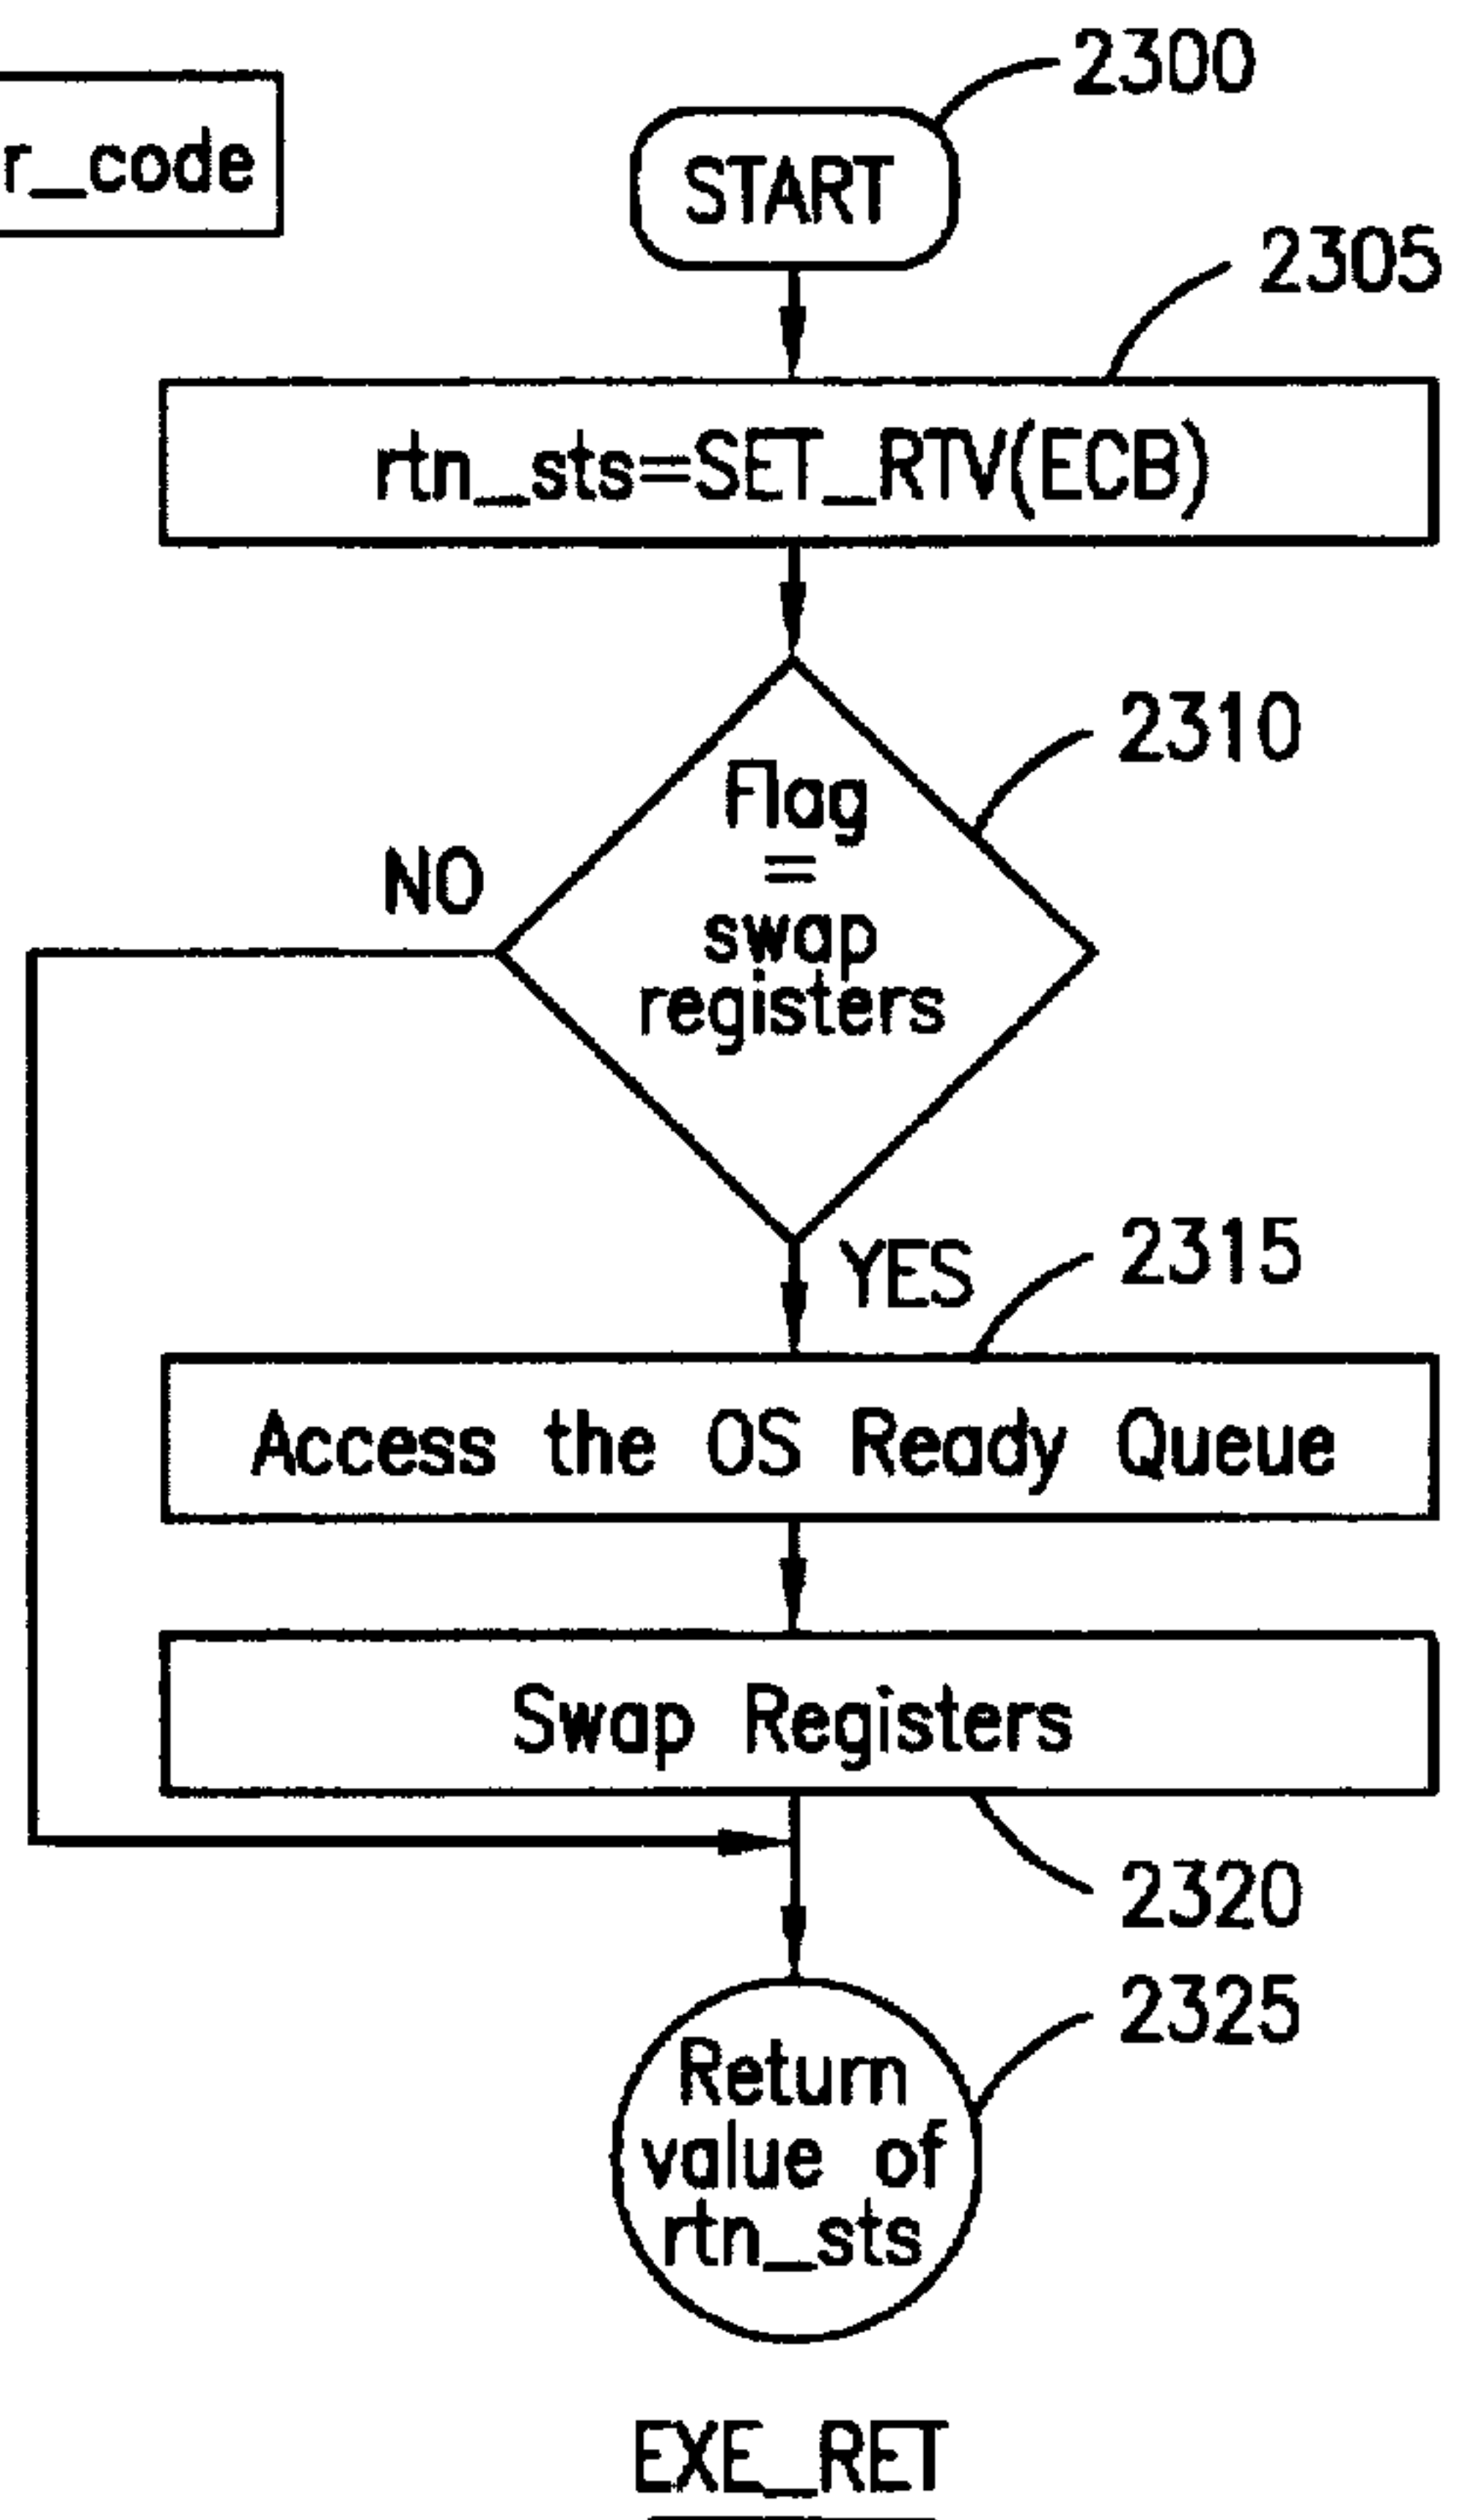 2300
r_code
START
2305
rtn_sts=SET_RTV(ECB)
2310
Flag
=
swap
registers
NO
YES
2315
Access the OS Ready Queue
Swap Registers
2320
2325
Return
value of
rtn_sts
EXE_RET